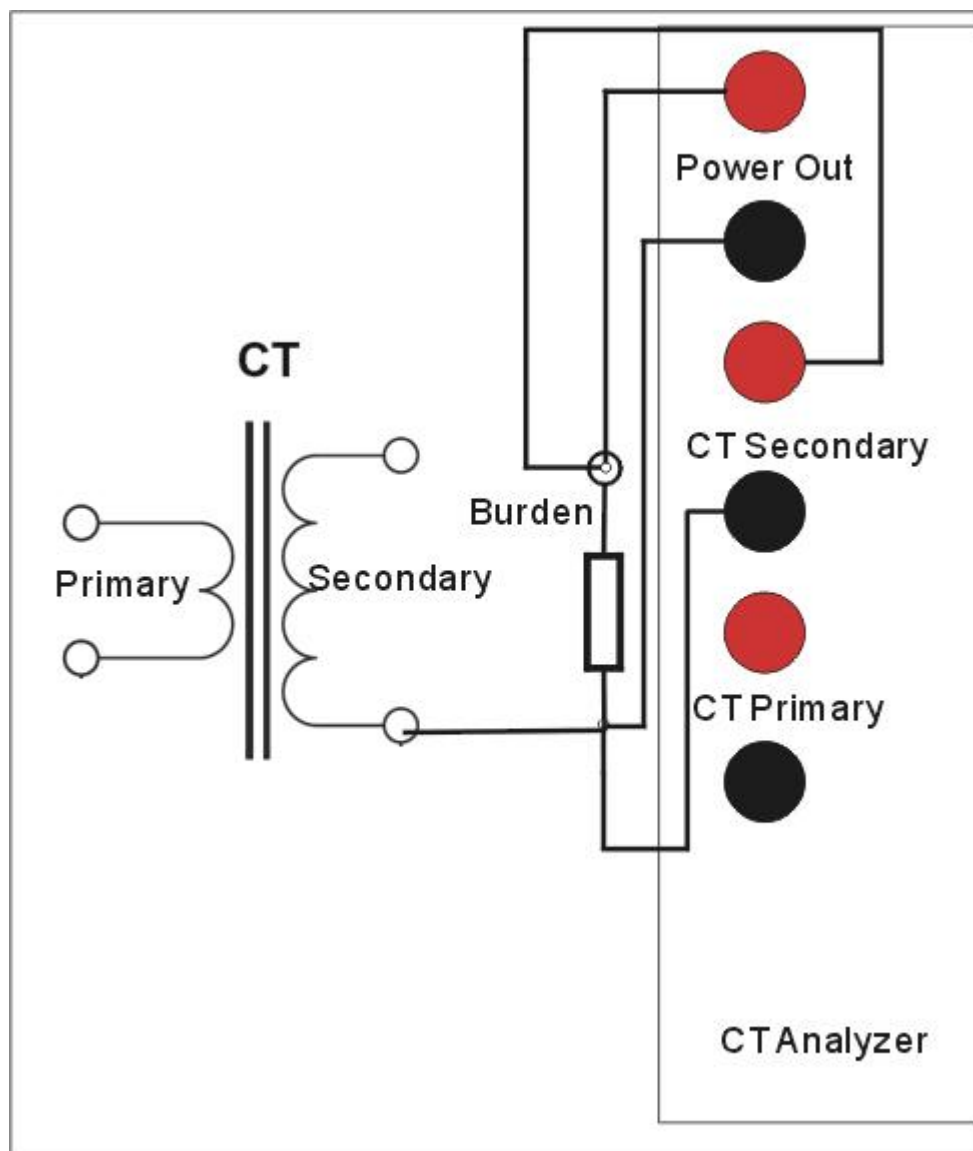 Power Out
CT
CT Secondary
Burden
Primary
Secondary
CT Primary
CT Analyzer